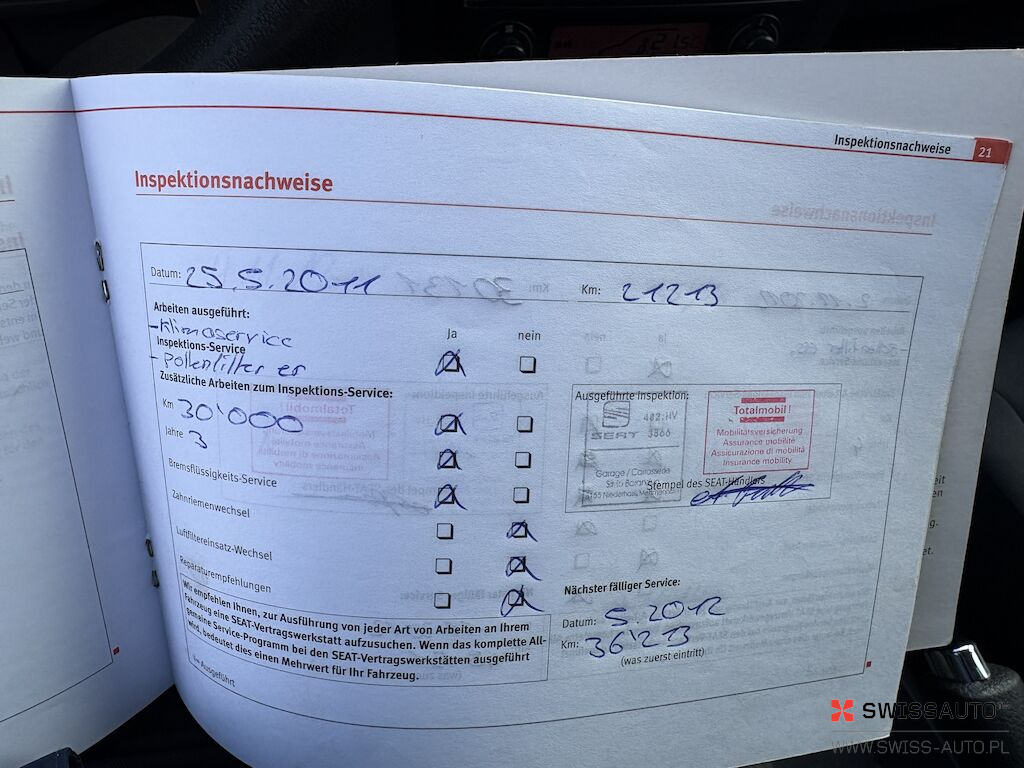 Inspektionsnachweise 21
Inspektionsnachweise
Datum: 25.5.2011 Km: 21213
Arbeiten ausgeführt:
- Klimaservice Ja nein
Inspektions-Service
- pollenfilter er
Zusätzliche Arbeiten zum Inspektions-Service:
Km 30'000
Jahre 3
Bremsflüssigkeits-Service
Zahnriemenwechsel
Luftfiltereinsatz-Wechsel
Reparaturempfehlungen
Wir empfehlen Ihnen, zur Ausführung von jeder Art von Arbeiten an Ihrem
Fahrzeug eine SEAT-Vertragswerkstatt aufzusuchen. Wenn das komplette All-
gemeine Service-Programm bei den SEAT-Vertragswerkstätten ausgeführt
wird, bedeutet dies einen Mehrwert für Ihr Fahrzeug.
= Ausgeführt
Ausgeführte Inspektion:
SEAT
3866
Garage / Carrosserie
Totalmobil!
Mobilitätsversicherung
Assurance mobilité
Assicurazione di mobilità
Insurance mobility
Stempel des SEAT-Händlers
Nächster fälliger Service:
Datum: 5.2012
Km: 36'213
(was zuerst eintritt)
SWISSAUTO
WWW.SWISS-AUTO.PL